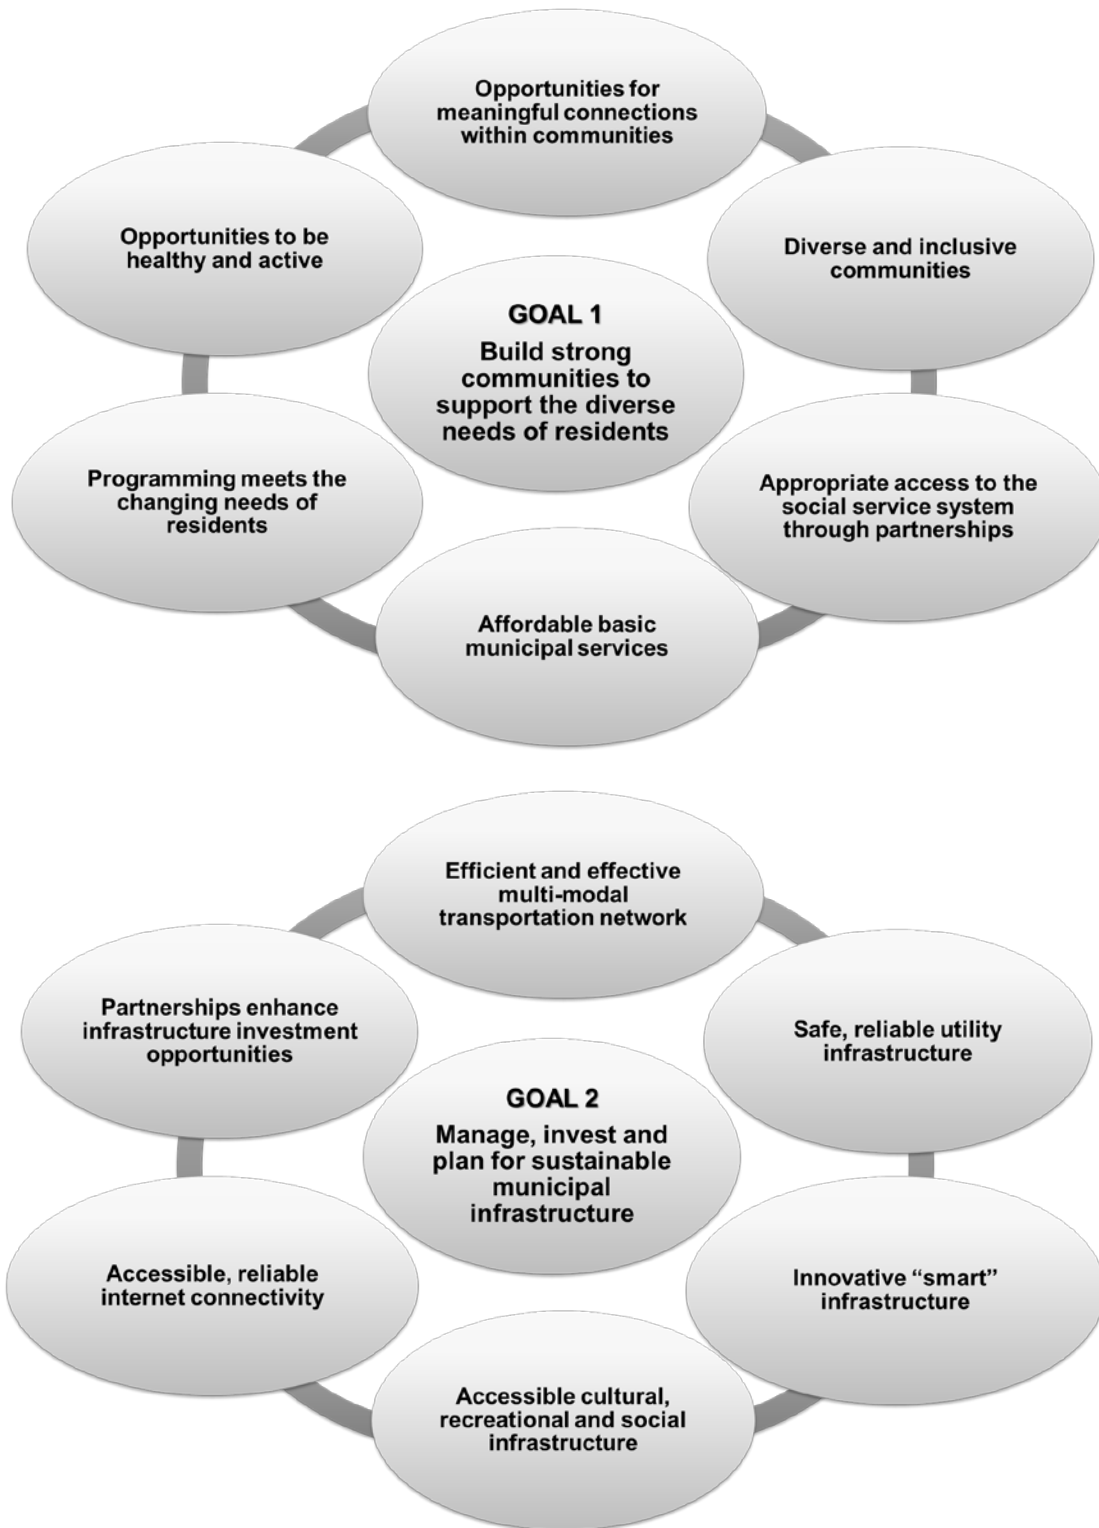 Opportunities for
meaningful connections
within communities
Opportunities to be
healthy and active
Diverse and inclusive
communities
GOAL 1
Build strong
communities to
support the diverse
needs of residents
Programming meets the
changing needs of
residents
Appropriate access to the
social service system
through partnerships
Affordable basic
municipal services
Efficient and effective
multi-modal
transportation network
Partnerships enhance
infrastructure investment
opportunities
Safe, reliable utility
infrastructure
GOAL 2
Manage, invest and
plan for sustainable
municipal
infrastructure
Accessible, reliable
internet connectivity
Innovative “smart”
infrastructure
Accessible cultural,
recreational and social
infrastructure